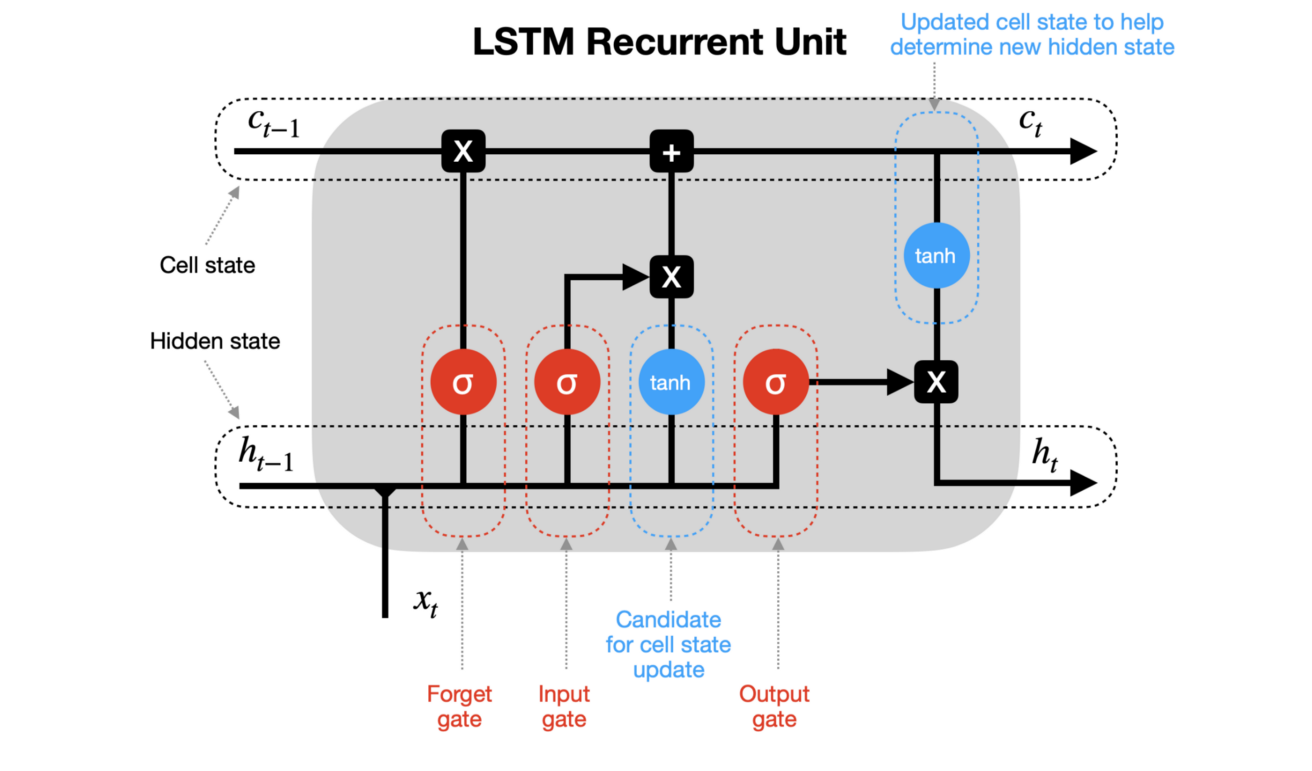 LSTM Recurrent Unit
Updated cell state to help
determine new hidden state
c_{t−1}
c_t
X
+
Cell state
X
tanh
Hidden state
σ
σ
tanh
σ
X
h_{t−1}
h_t
x_t
Candidate
for cell state
update
Forget
gate
Input
gate
Output
gate